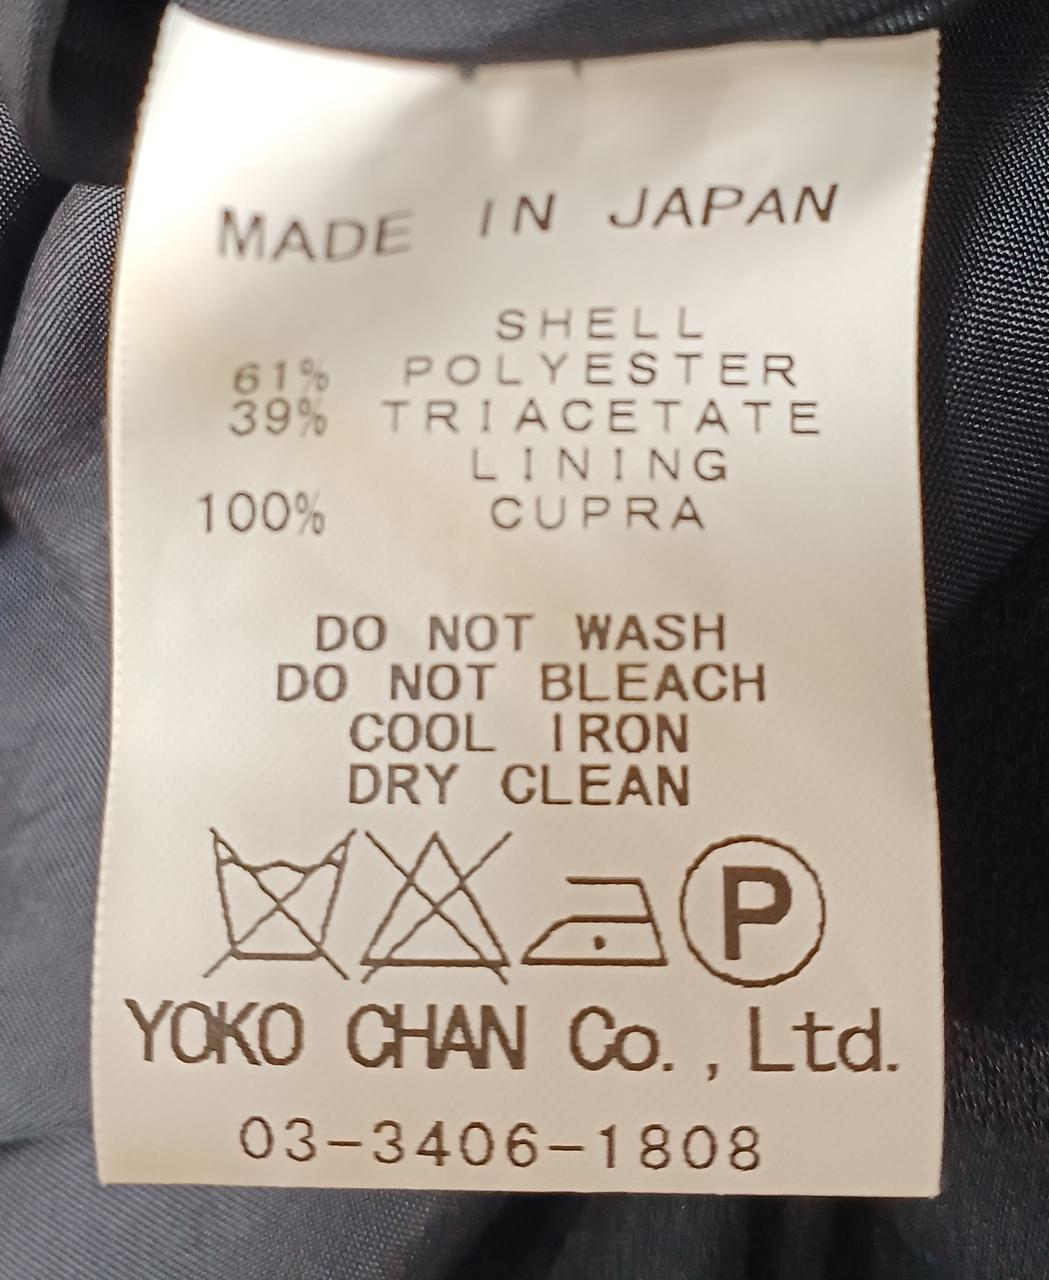 MADE IN JAPAN
SHELL
61% POLYESTER
39% TRIACETATE
LINING
100% CUPRA
DO NOT WASH
DO NOT BLEACH
COOL IRON
DRY CLEAN
P
YOKO CHAN Co.,Ltd.
03-3406-1808